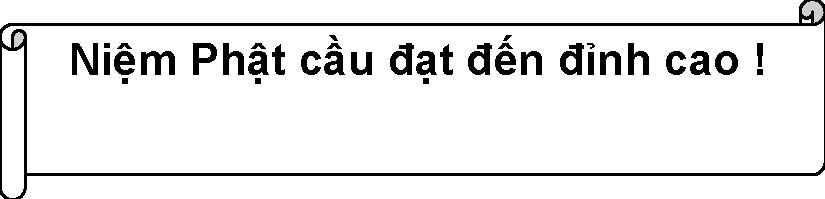 Niệm Phật cầu đạt đến đỉnh cao !